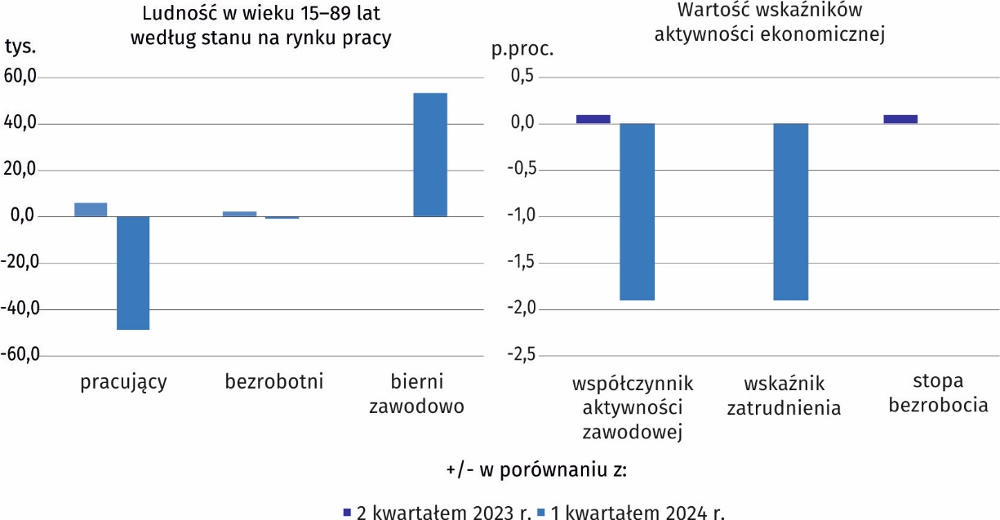 Ludność w wieku 15–89 lat
według stanu na rynku pracy
tys.
60,0
40,0
20,0
0,0
-20,0
-40,0
-60,0
pracujący
bezrobotni
bierni
zawodowo
Wartość wskaźników
aktywności ekonomicznej
p.proc.
0,5
0,0
-0,5
-1,0
-1,5
-2,0
-2,5
współczynnik
aktywności
zawodowej
wskaźnik
zatrudnienia
stopa
bezrobocia
+/- w porównaniu z:
2 kwartałem 2023 r.
1 kwartałem 2024 r.